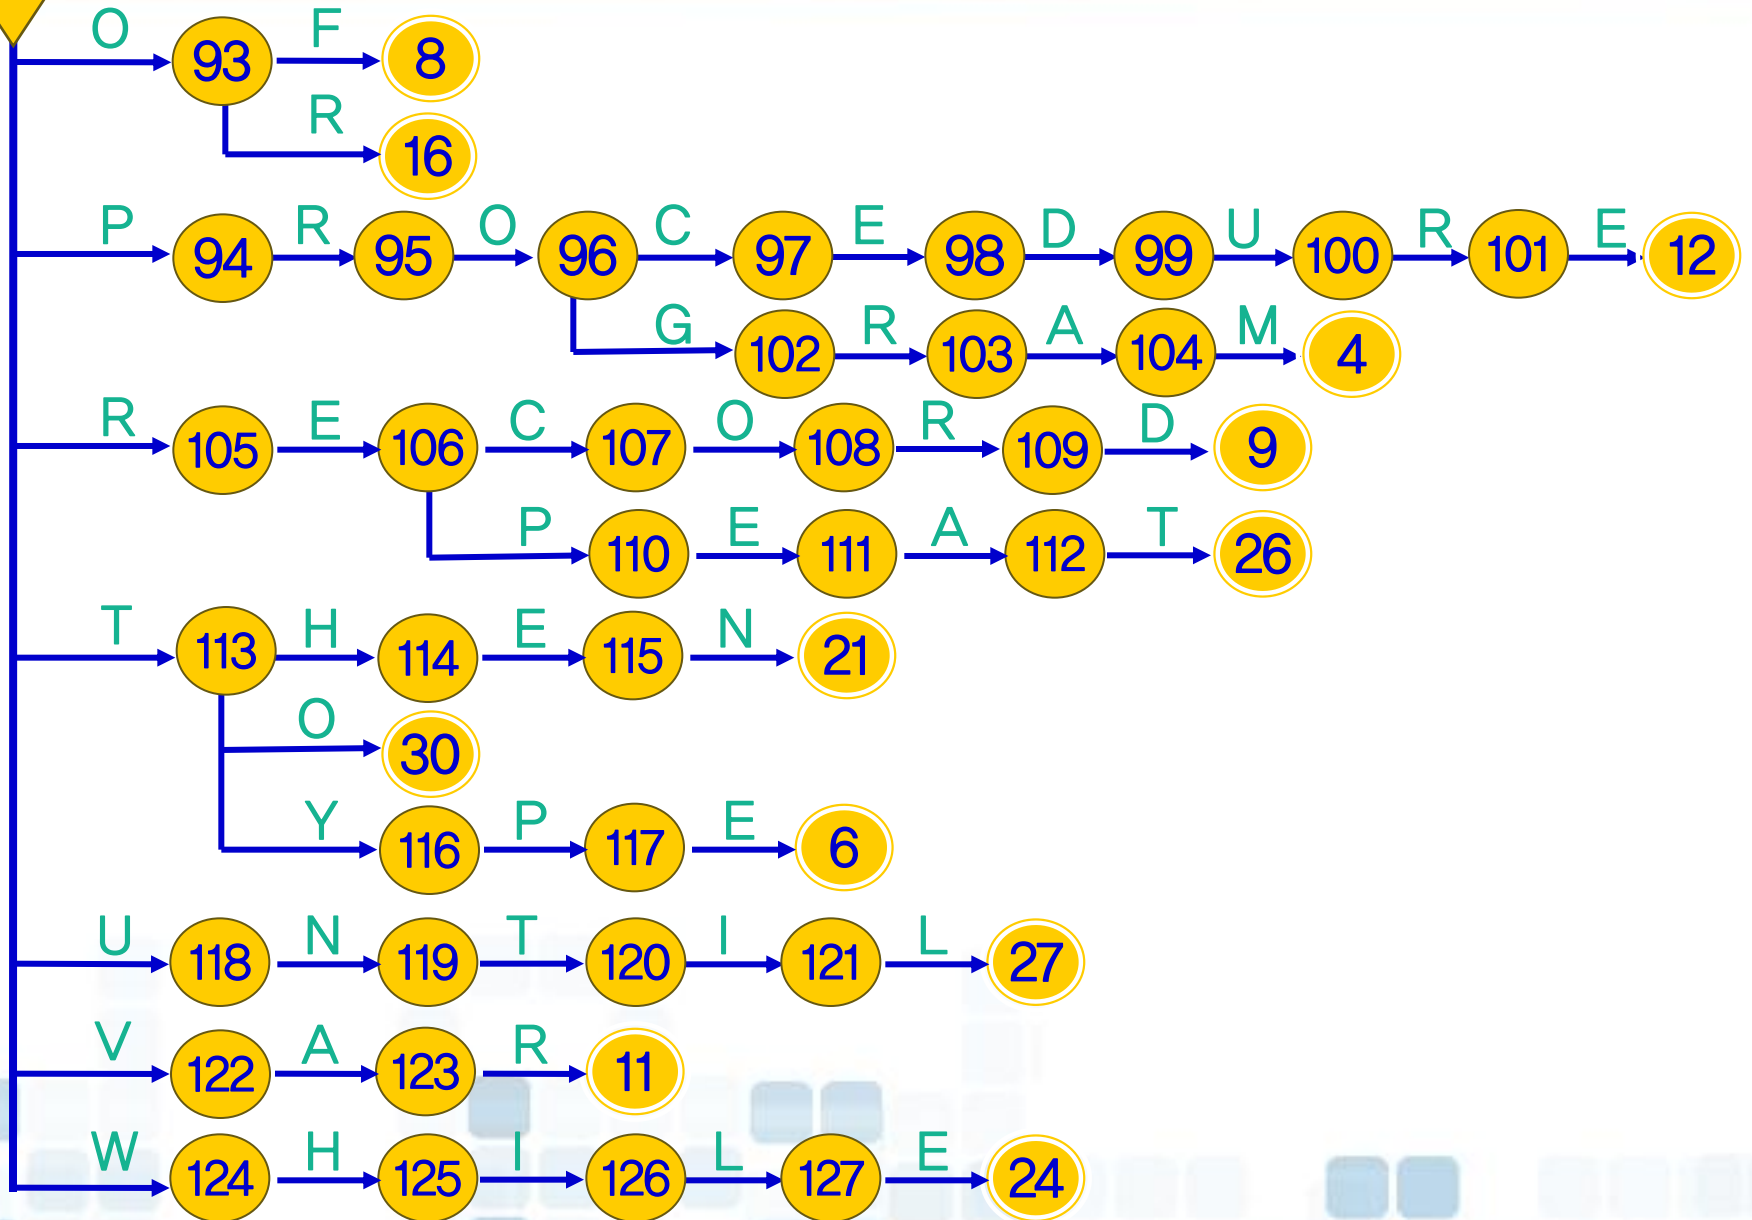 O 93 F 8
R 16
P 94 R 95 O 96 C 97 E 98 D 99 U 100 R 101 E 12
G 102 R 103 A 104 M 4
R 105 E 106 C 107 O 108 R 109 D 9
P 110 E 111 A 112 T 26
T 113 H 114 E 115 N 21
O 30
Y 116 P 117 E 6
U 118 N 119 T 120 I 121 L 27
V 122 A 123 R 11
W 124 H 125 I 126 L 127 E 24